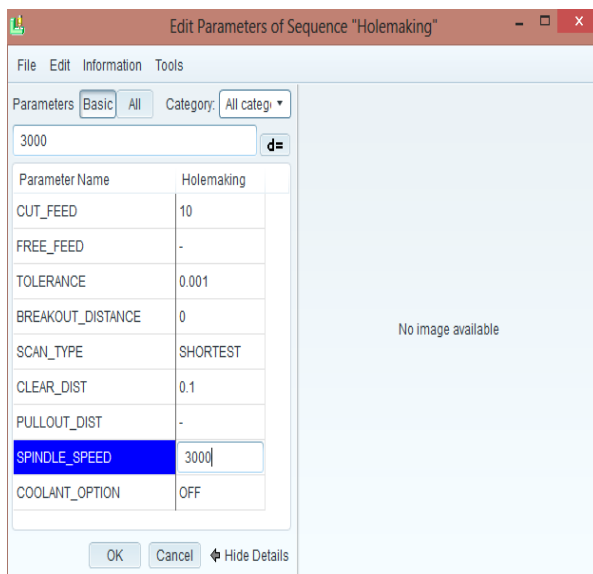 Edit Parameters of Sequence "Holemaking"
File Edit Information Tools
Parameters Basic All Category: All categ
3000 d=
Parameter Name Holemaking
CUT_FEED 10
FREE_FEED -
TOLERANCE 0.001
BREAKOUT_DISTANCE 0
SCAN_TYPE SHORTEST
CLEAR_DIST 0.1
PULLOUT_DIST -
SPINDLE_SPEED 3000
COOLANT_OPTION OFF
No image available
OK Cancel Hide Details